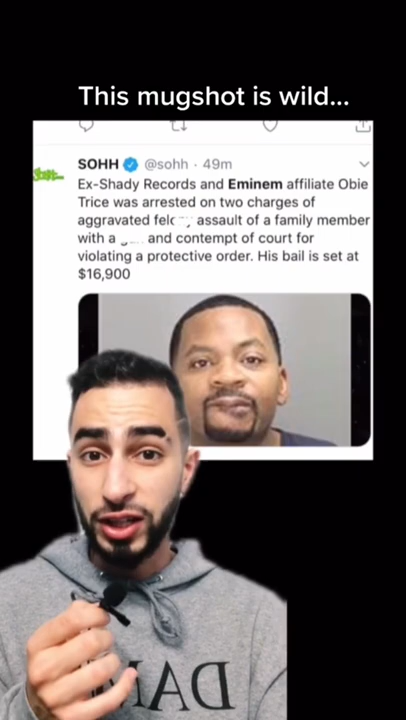 This mugshot is wild...
SOHH @sohh · 49m
Ex-Shady Records and Eminem affiliate Obie
Trice was arrested on two charges of
aggravated assault of a family member
with a and contempt of court for
violating a protective order. His bail is set at
$16,900